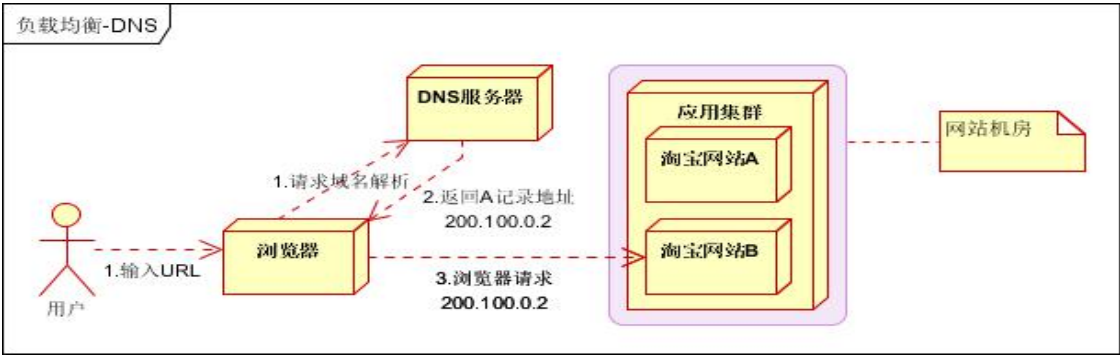 负载均衡-DNS
DNS服务器
应用集群
网站机房
淘宝网站A
1.请求域名解析
2.返回A记录地址
200.100.0.2
浏览器
淘宝网站B
1.输入URL
3.浏览器请求
200.100.0.2
用户